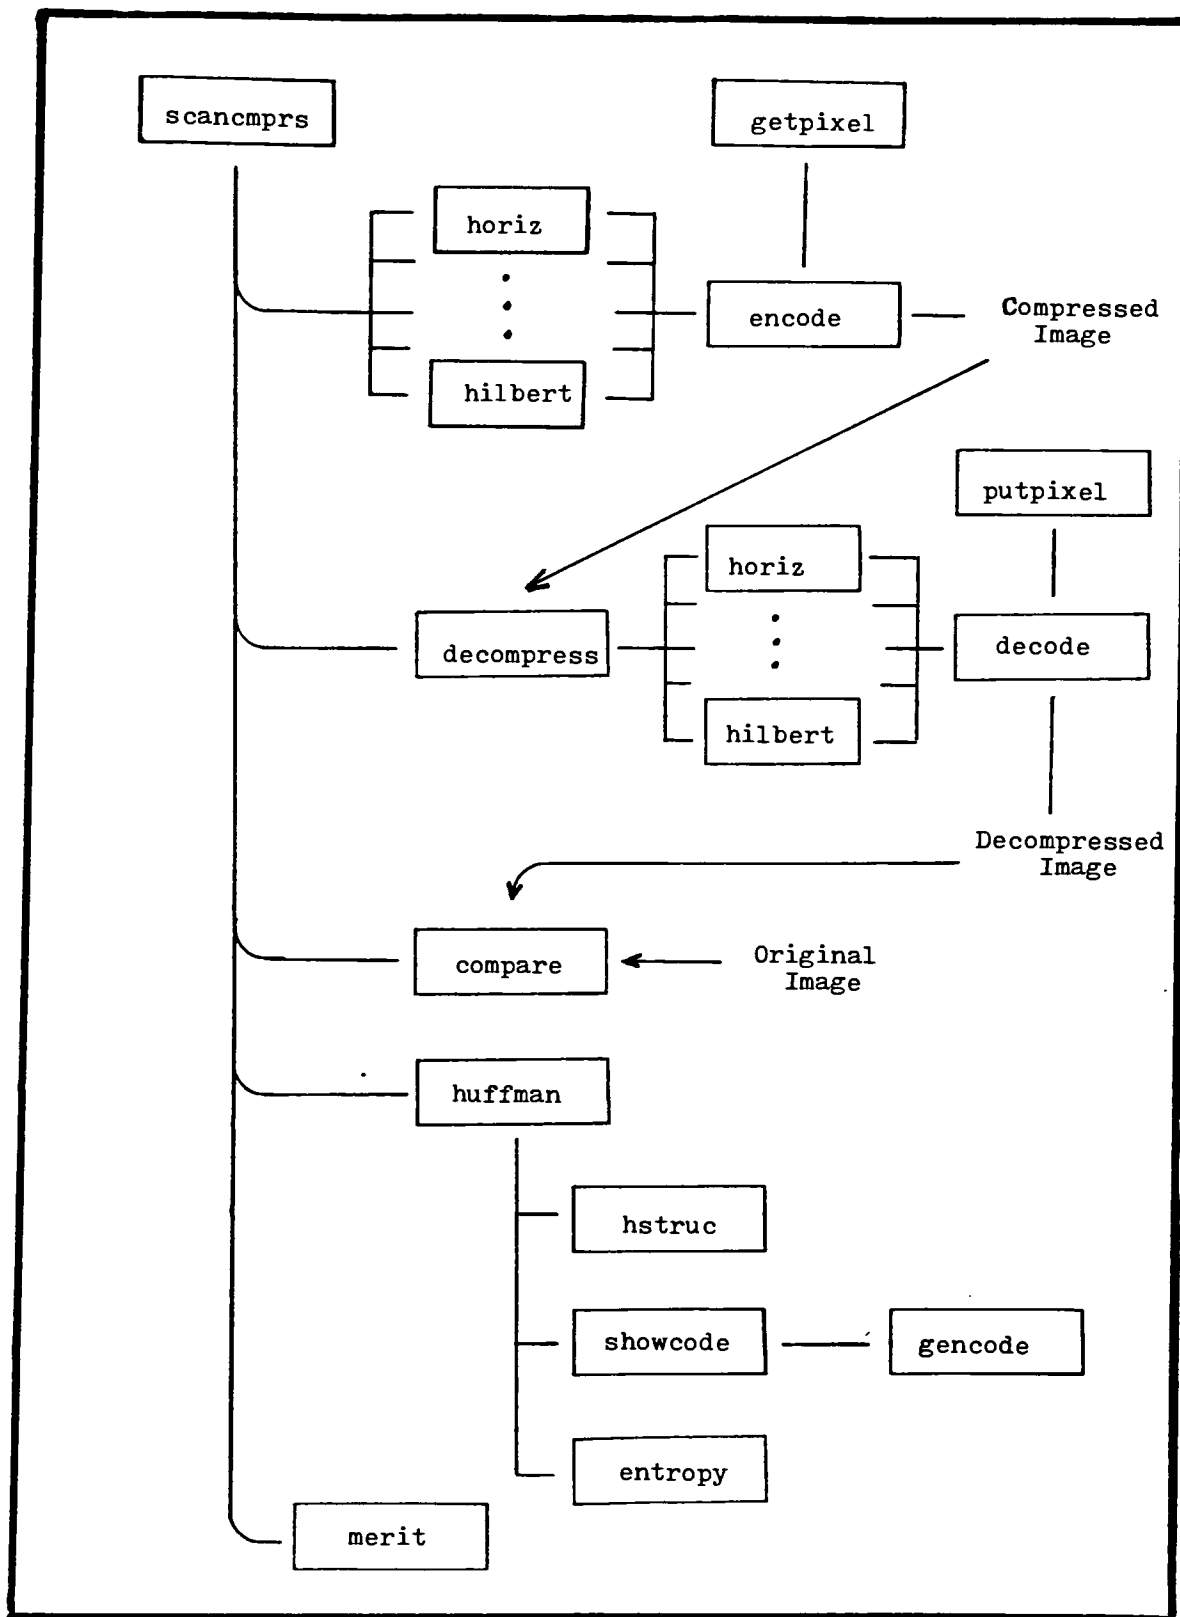 scancmprs
getpixel
horiz
encode
Compressed
Image
hilbert
putpixel
horiz
decompress
decode
hilbert
Decompressed
Image
compare
Original
Image
huffman
hstruc
showcode
gencode
entropy
merit